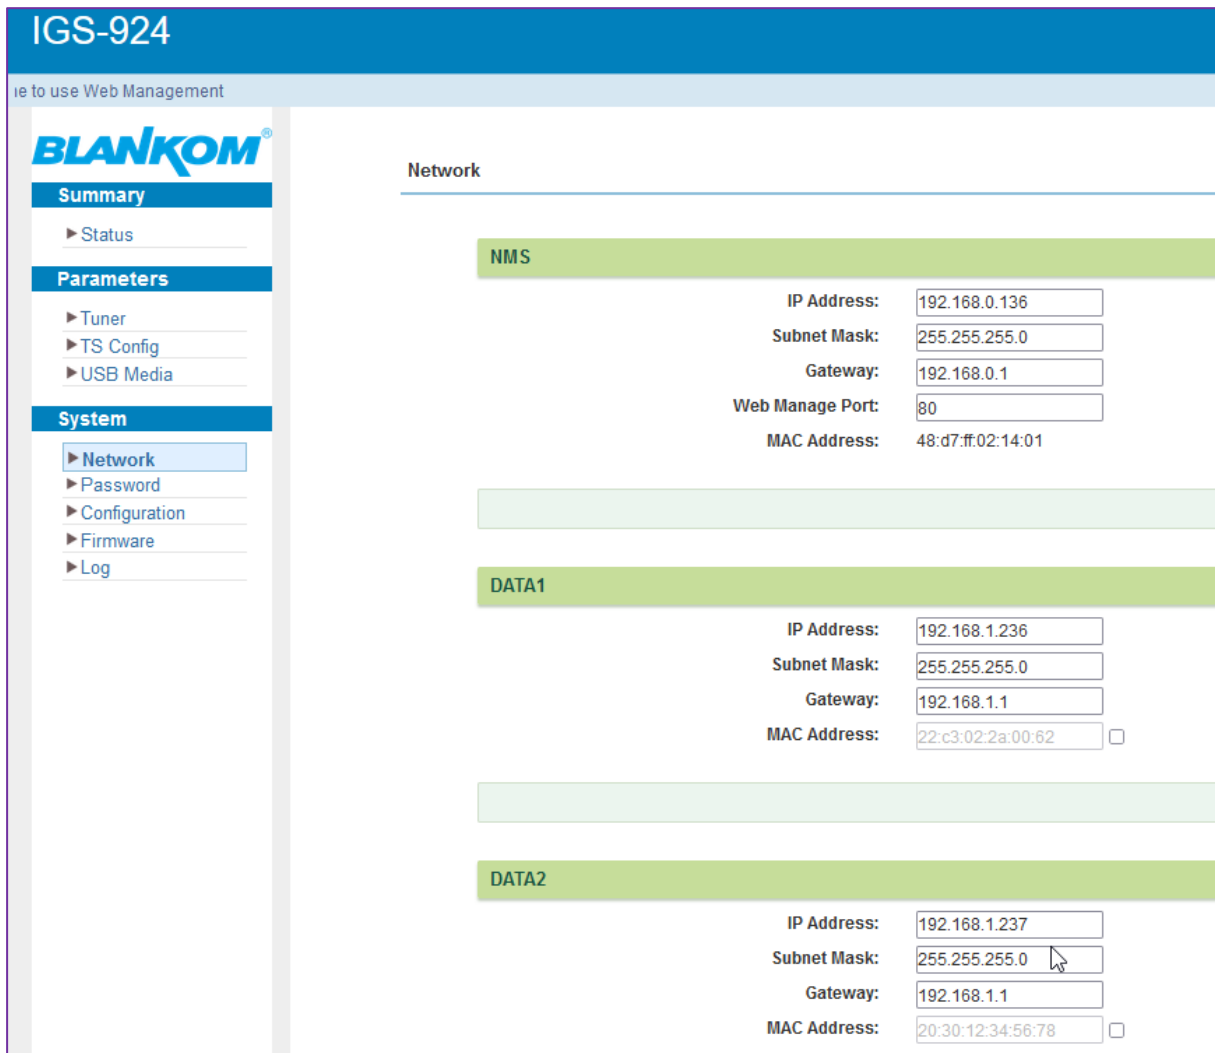 IGS-924
e to use Web Management
BLANKOM®
Summary
Status
Parameters
Tuner
TS Config
USB Media
System
Network
Password
Configuration
Firmware
Log
Network
NMS
IP Address: 192.168.0.136
Subnet Mask: 255.255.255.0
Gateway: 192.168.0.1
Web Manage Port: 80
MAC Address: 48:d7:ff:02:14:01
DATA1
IP Address: 192.168.1.236
Subnet Mask: 255.255.255.0
Gateway: 192.168.1.1
MAC Address: 22:c3:02:2a:00:62
DATA2
IP Address: 192.168.1.237
Subnet Mask: 255.255.255.0
Gateway: 192.168.1.1
MAC Address: 20:30:12:34:56:78